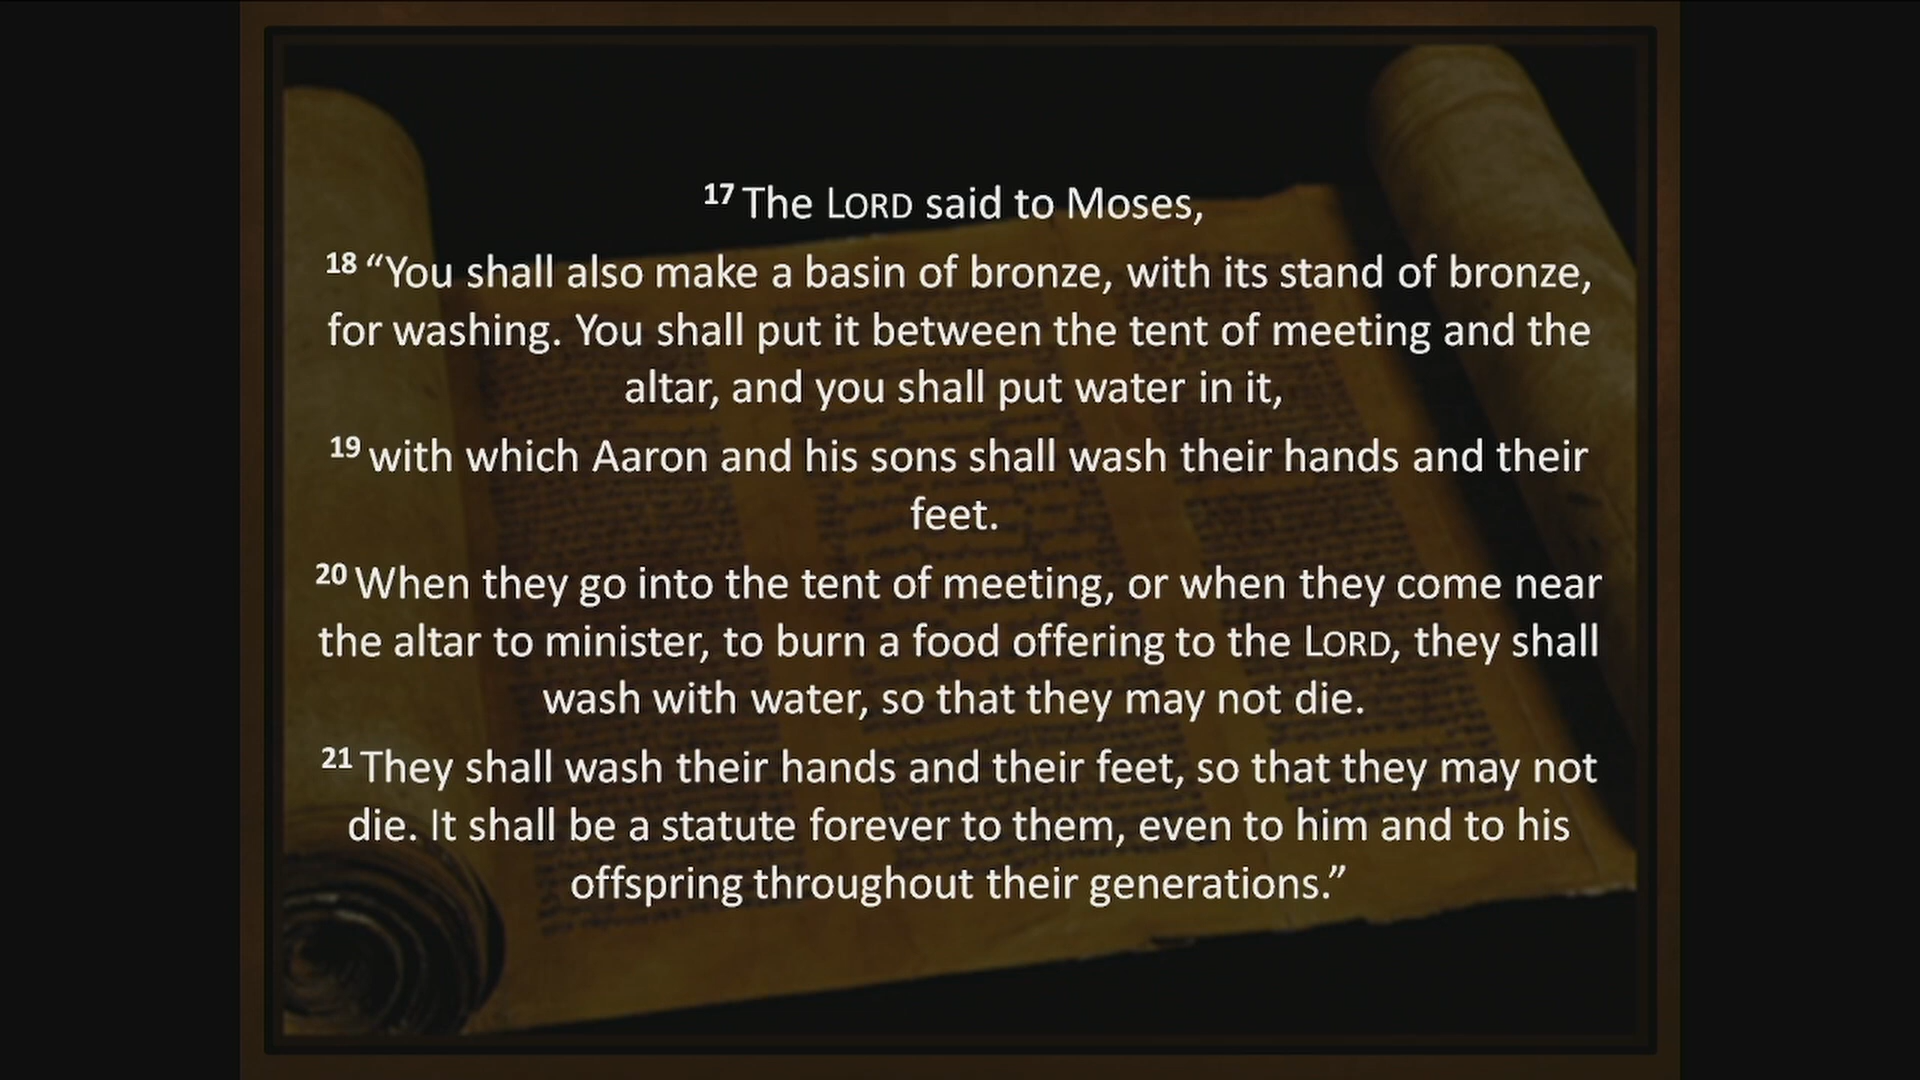 17 The LORD said to Moses,
18 “You shall also make a basin of bronze, with its stand of bronze,
for washing. You shall put it between the tent of meeting and the
altar, and you shall put water in it,
19 with which Aaron and his sons shall wash their hands and their
feet.
20 When they go into the tent of meeting, or when they come near
the altar to minister, to burn a food offering to the LORD, they shall
wash with water, so that they may not die.
21 They shall wash their hands and their feet, so that they may not
die. It shall be a statute forever to them, even to him and to his
offspring throughout their generations.”